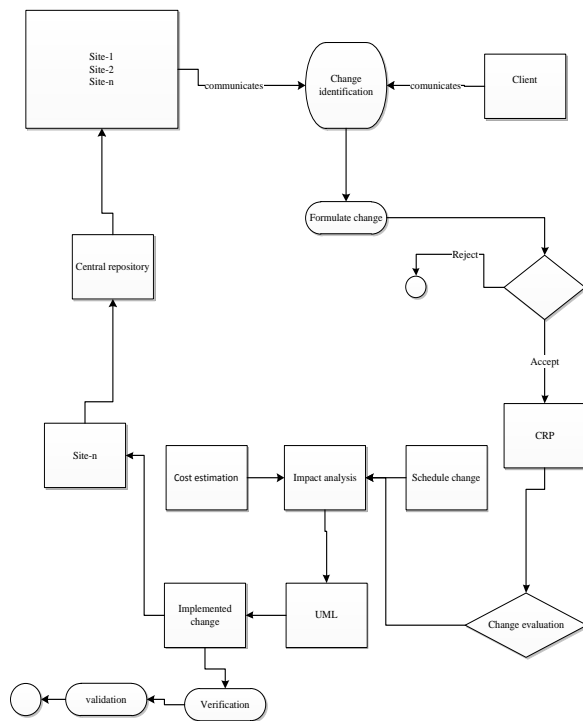 Site-1
Site-2
Site-n
communicates
Change
identification
comunicates
Client
Formulate change
Reject
Accept
Central repository
CRP
Site-n
Cost estimation
Impact analysis
Schedule change
Implemented
change
UML
Change evaluation
validation
Verification